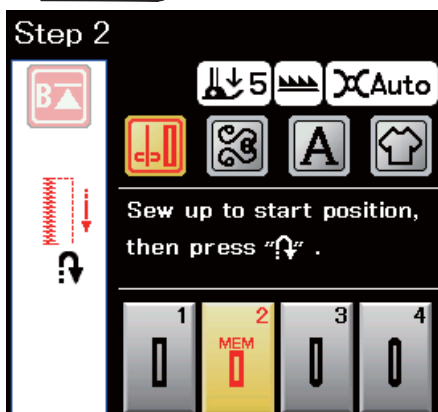 Step 2
B
5
Auto
A
Sew up to start position,
then press “ ” .
1 2 3 4
MEM